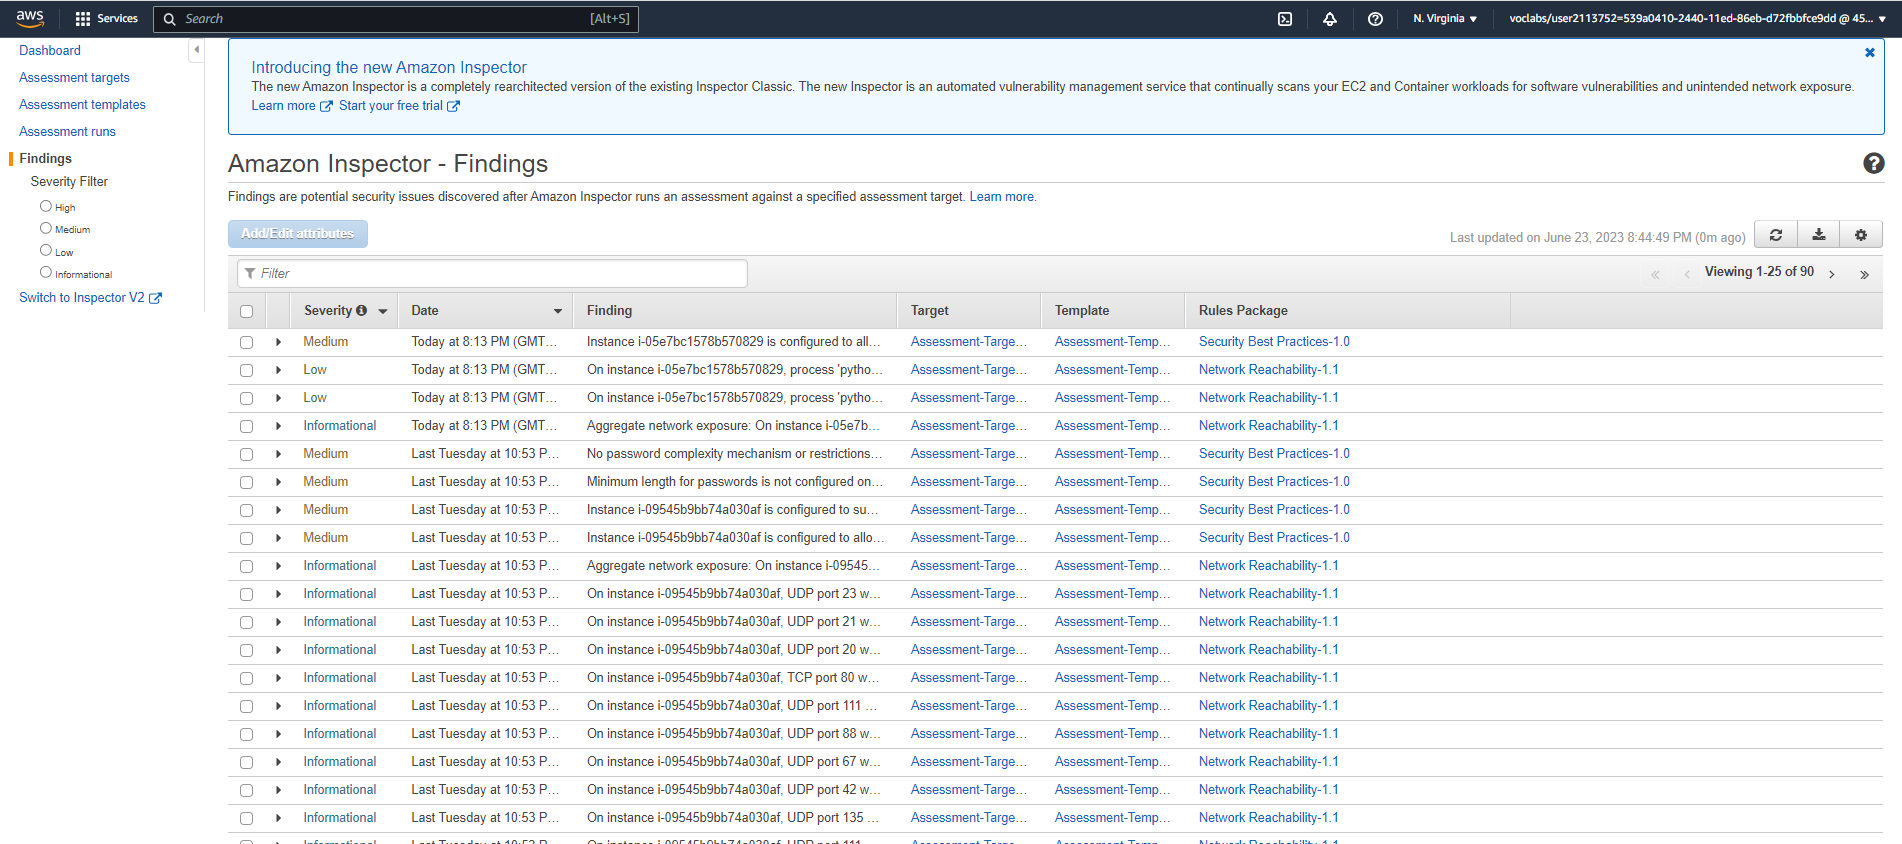 aws Services Search [Alt+S] N. Virginia voclabs/user2113752=539a0410-2440-11ed-86eb-d72fbbfce9dd @ 45...
Dashboard
Assessment targets
Assessment templates
Assessment runs
Findings
Severity Filter
High
Medium
Low
Informational
Switch to Inspector V2
Introducing the new Amazon Inspector
The new Amazon Inspector is a completely rearchitected version of the existing Inspector Classic. The new Inspector is an automated vulnerability management service that continually scans your EC2 and Container workloads for software vulnerabilities and unintended network exposure.
Learn more Start your free trial
Amazon Inspector - Findings
Findings are potential security issues discovered after Amazon Inspector runs an assessment against a specified assessment target. Learn more.
Add/Edit attributes Last updated on June 23, 2023 8:44:49 PM (0m ago)
Filter « ‹ Viewing 1-25 of 90 › »
Severity Date Finding Target Template Rules Package
Medium Today at 8:13 PM (GMT... Instance i-05e7bc1578b570829 is configured to all... Assessment-Targe... Assessment-Temp... Security Best Practices-1.0
Low Today at 8:13 PM (GMT... On instance i-05e7bc1578b570829, process 'pytho... Assessment-Targe... Assessment-Temp... Network Reachability-1.1
Low Today at 8:13 PM (GMT... On instance i-05e7bc1578b570829, process 'pytho... Assessment-Targe... Assessment-Temp... Network Reachability-1.1
Informational Today at 8:13 PM (GMT... Aggregate network exposure: On instance i-05e7b... Assessment-Targe... Assessment-Temp... Network Reachability-1.1
Medium Last Tuesday at 10:53 P... No password complexity mechanism or restrictions... Assessment-Targe... Assessment-Temp... Security Best Practices-1.0
Medium Last Tuesday at 10:53 P... Minimum length for passwords is not configured on... Assessment-Targe... Assessment-Temp... Security Best Practices-1.0
Medium Last Tuesday at 10:53 P... Instance i-09545b9bb74a030af is configured to su... Assessment-Targe... Assessment-Temp... Security Best Practices-1.0
Medium Last Tuesday at 10:53 P... Instance i-09545b9bb74a030af is configured to allo... Assessment-Targe... Assessment-Temp... Security Best Practices-1.0
Informational Last Tuesday at 10:53 P... Aggregate network exposure: On instance i-09545... Assessment-Targe... Assessment-Temp... Network Reachability-1.1
Informational Last Tuesday at 10:53 P... On instance i-09545b9bb74a030af, UDP port 23 w... Assessment-Targe... Assessment-Temp... Network Reachability-1.1
Informational Last Tuesday at 10:53 P... On instance i-09545b9bb74a030af, UDP port 21 w... Assessment-Targe... Assessment-Temp... Network Reachability-1.1
Informational Last Tuesday at 10:53 P... On instance i-09545b9bb74a030af, UDP port 20 w... Assessment-Targe... Assessment-Temp... Network Reachability-1.1
Informational Last Tuesday at 10:53 P... On instance i-09545b9bb74a030af, TCP port 80 w... Assessment-Targe... Assessment-Temp... Network Reachability-1.1
Informational Last Tuesday at 10:53 P... On instance i-09545b9bb74a030af, UDP port 111 ... Assessment-Targe... Assessment-Temp... Network Reachability-1.1
Informational Last Tuesday at 10:53 P... On instance i-09545b9bb74a030af, UDP port 88 w... Assessment-Targe... Assessment-Temp... Network Reachability-1.1
Informational Last Tuesday at 10:53 P... On instance i-09545b9bb74a030af, UDP port 67 w... Assessment-Targe... Assessment-Temp... Network Reachability-1.1
Informational Last Tuesday at 10:53 P... On instance i-09545b9bb74a030af, UDP port 42 w... Assessment-Targe... Assessment-Temp... Network Reachability-1.1
Informational Last Tuesday at 10:53 P... On instance i-09545b9bb74a030af, UDP port 135 ... Assessment-Targe... Assessment-Temp... Network Reachability-1.1